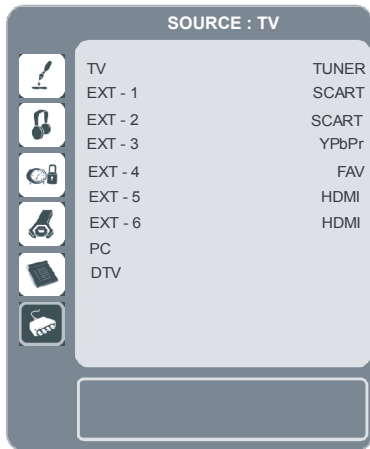 SOURCE : TV
TV TUNER
EXT - 1 SCART
EXT - 2 SCART
EXT - 3 YPbPr
EXT - 4 FAV
EXT - 5 HDMI
EXT - 6 HDMI
PC
DTV